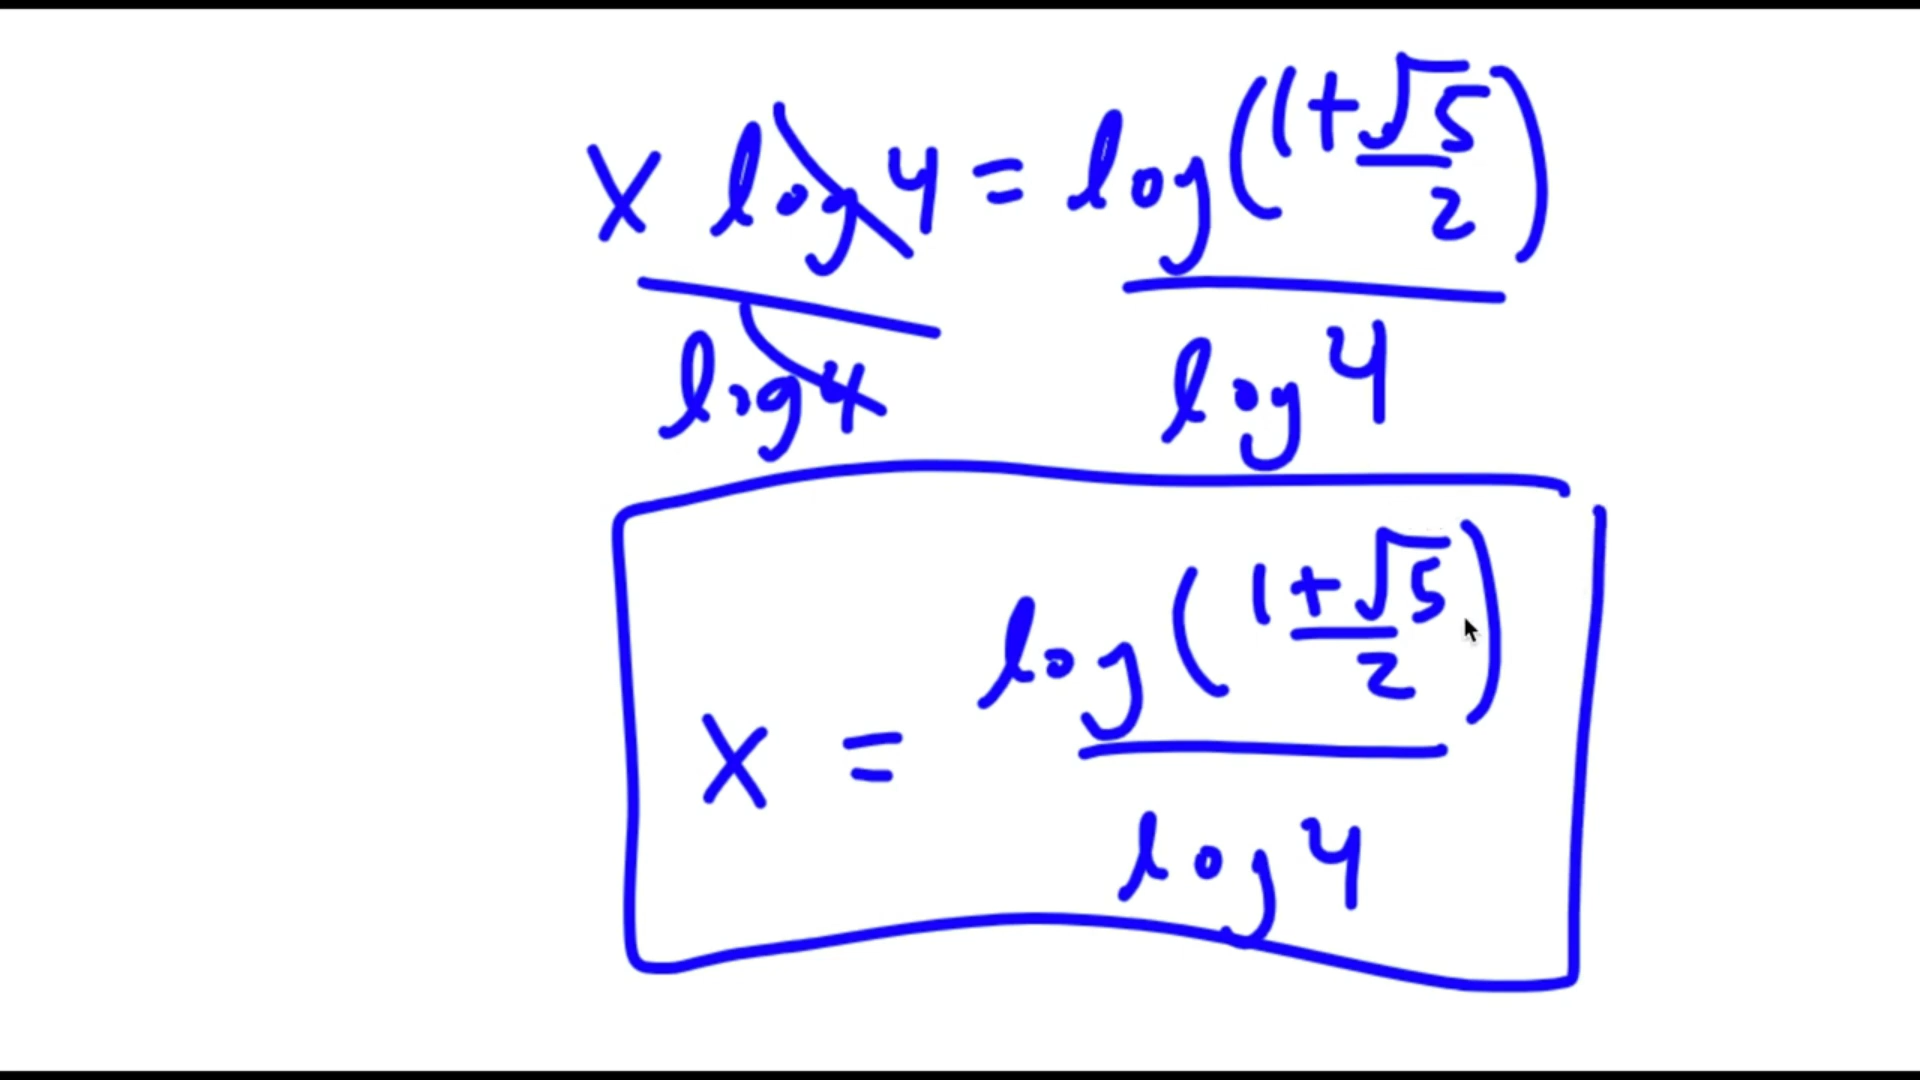 x log 4 = log(1+√5/2)
log 4 log 4
x = log(1+√5/2)
log 4